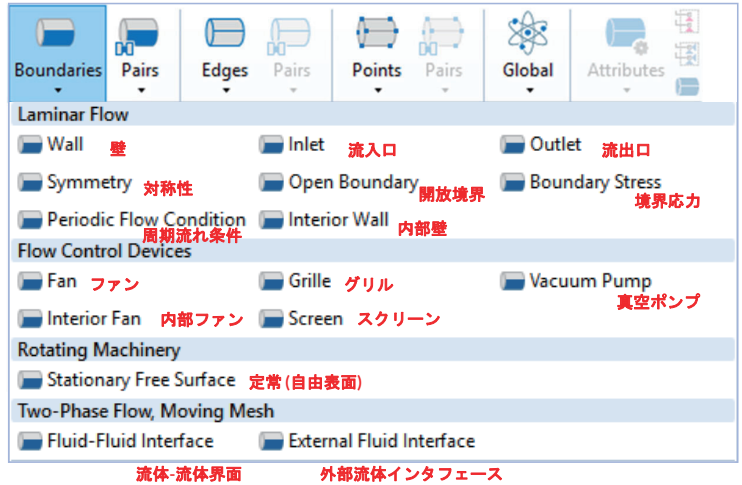 Boundaries Pairs Edges Pairs Points Pairs Global Attributes
Laminar Flow
Wall 壁 Inlet 流入口 Outlet 流出口
Symmetry 対称性 Open Boundary 開放境界 Boundary Stress 境界応力
Periodic Flow Condition 周期流れ条件 Interior Wall 内部壁
Flow Control Devices
Fan ファン Grille グリル Vacuum Pump 真空ポンプ
Interior Fan 内部ファン Screen スクリーン
Rotating Machinery
Stationary Free Surface 定常(自由表面)
Two-Phase Flow, Moving Mesh
Fluid-Fluid Interface External Fluid Interface
流体-流体界面 外部流体インタフェース